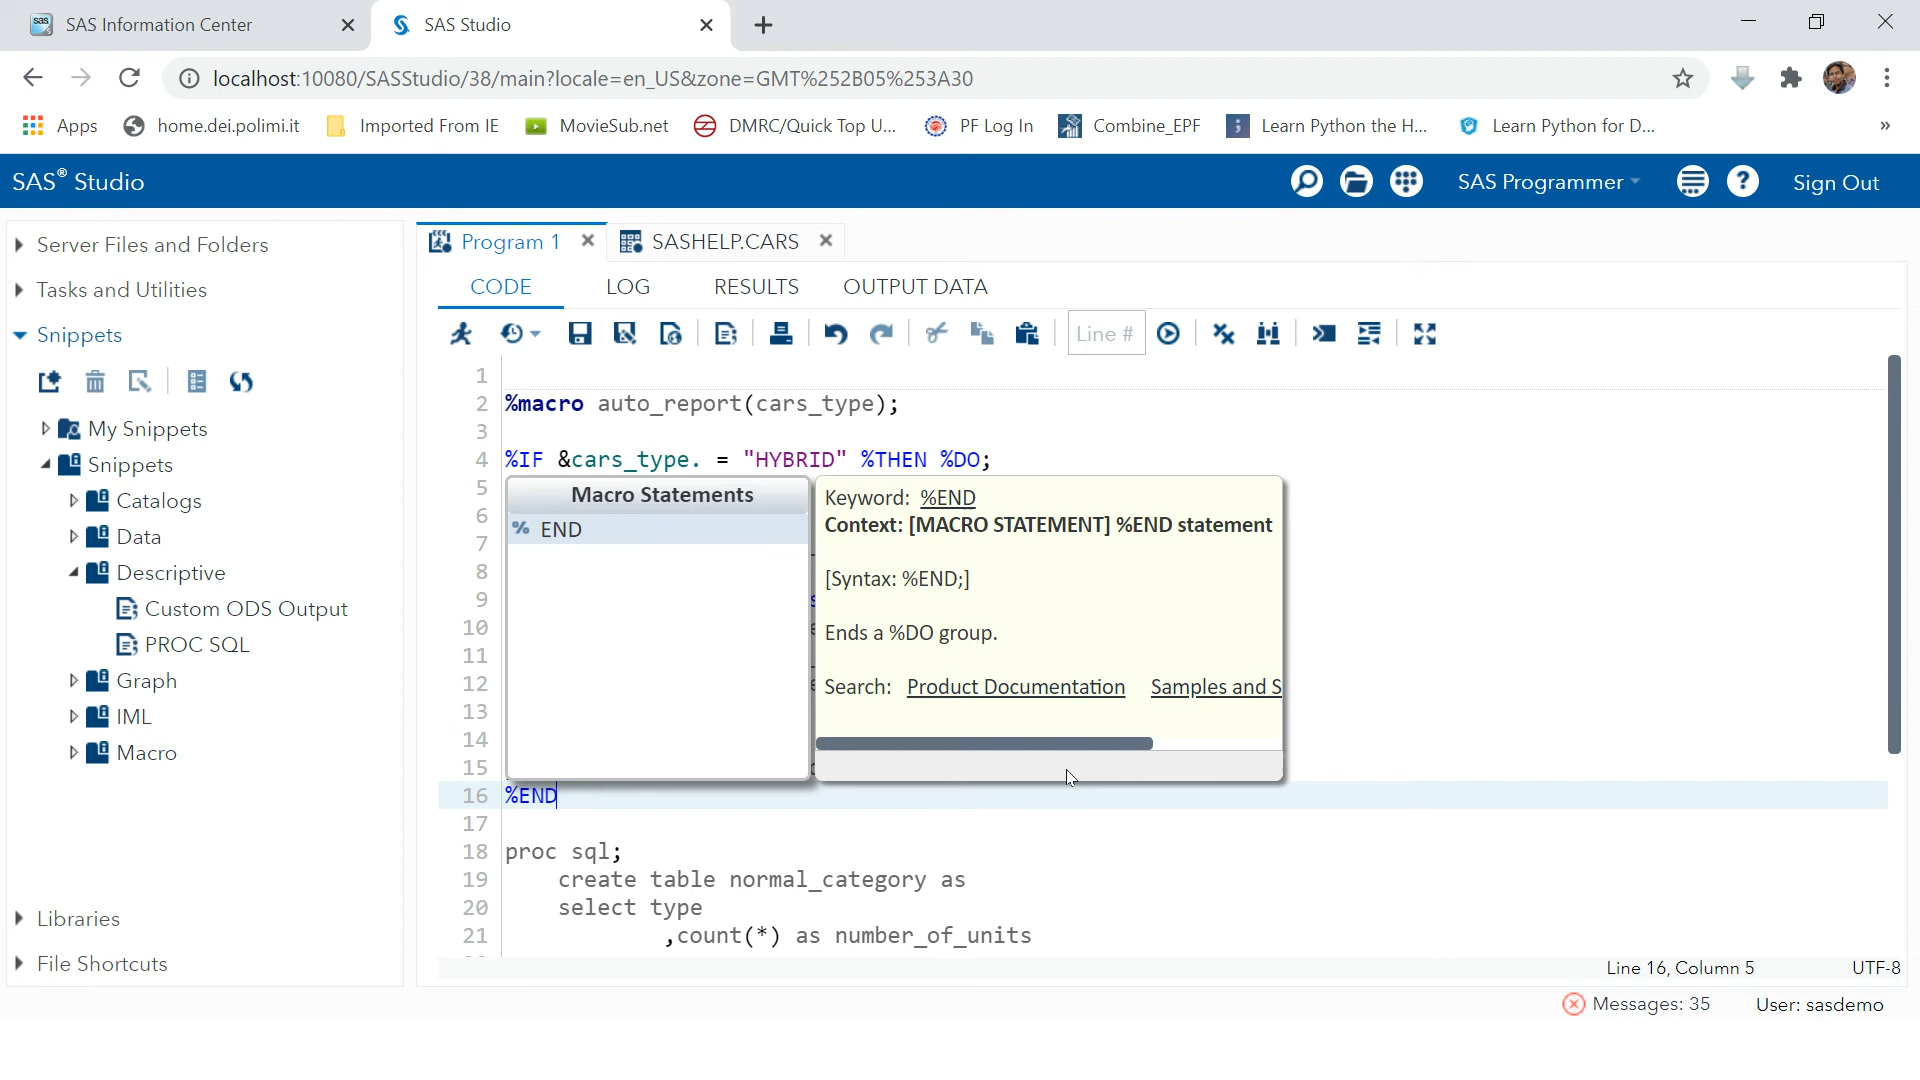 SAS Information Center
SAS Studio
localhost:10080/SASStudio/38/main?locale=en_US&zone=GMT%252B05%253A30
Apps home.dei.polimi.it Imported From IE MovieSub.net DMRC/Quick Top U... PF Log In Combine_EPF Learn Python the H... Learn Python for D... »
SAS® Studio
SAS Programmer
Sign Out
Server Files and Folders
Tasks and Utilities
Snippets
My Snippets
Snippets
Catalogs
Data
Descriptive
Custom ODS Output
PROC SQL
Graph
IML
Macro
Libraries
File Shortcuts
Program 1
SASHELP.CARS
CODE LOG RESULTS OUTPUT DATA
Line #
1
2 %macro auto_report(cars_type);
3
4 %IF &cars_type. = "HYBRID" %THEN %DO;
5
6
7
8
9
10
11
12
13
14
15
16 %END
17
18 proc sql;
19 create table normal_category as
20 select type
21 ,count(*) as number_of_units
Macro Statements
% END
Keyword: %END
Context: [MACRO STATEMENT] %END statement
[Syntax: %END;]
Ends a %DO group.
Search: Product Documentation Samples and S
Line 16, Column 5
UTF-8
Messages: 35
User: sasdemo